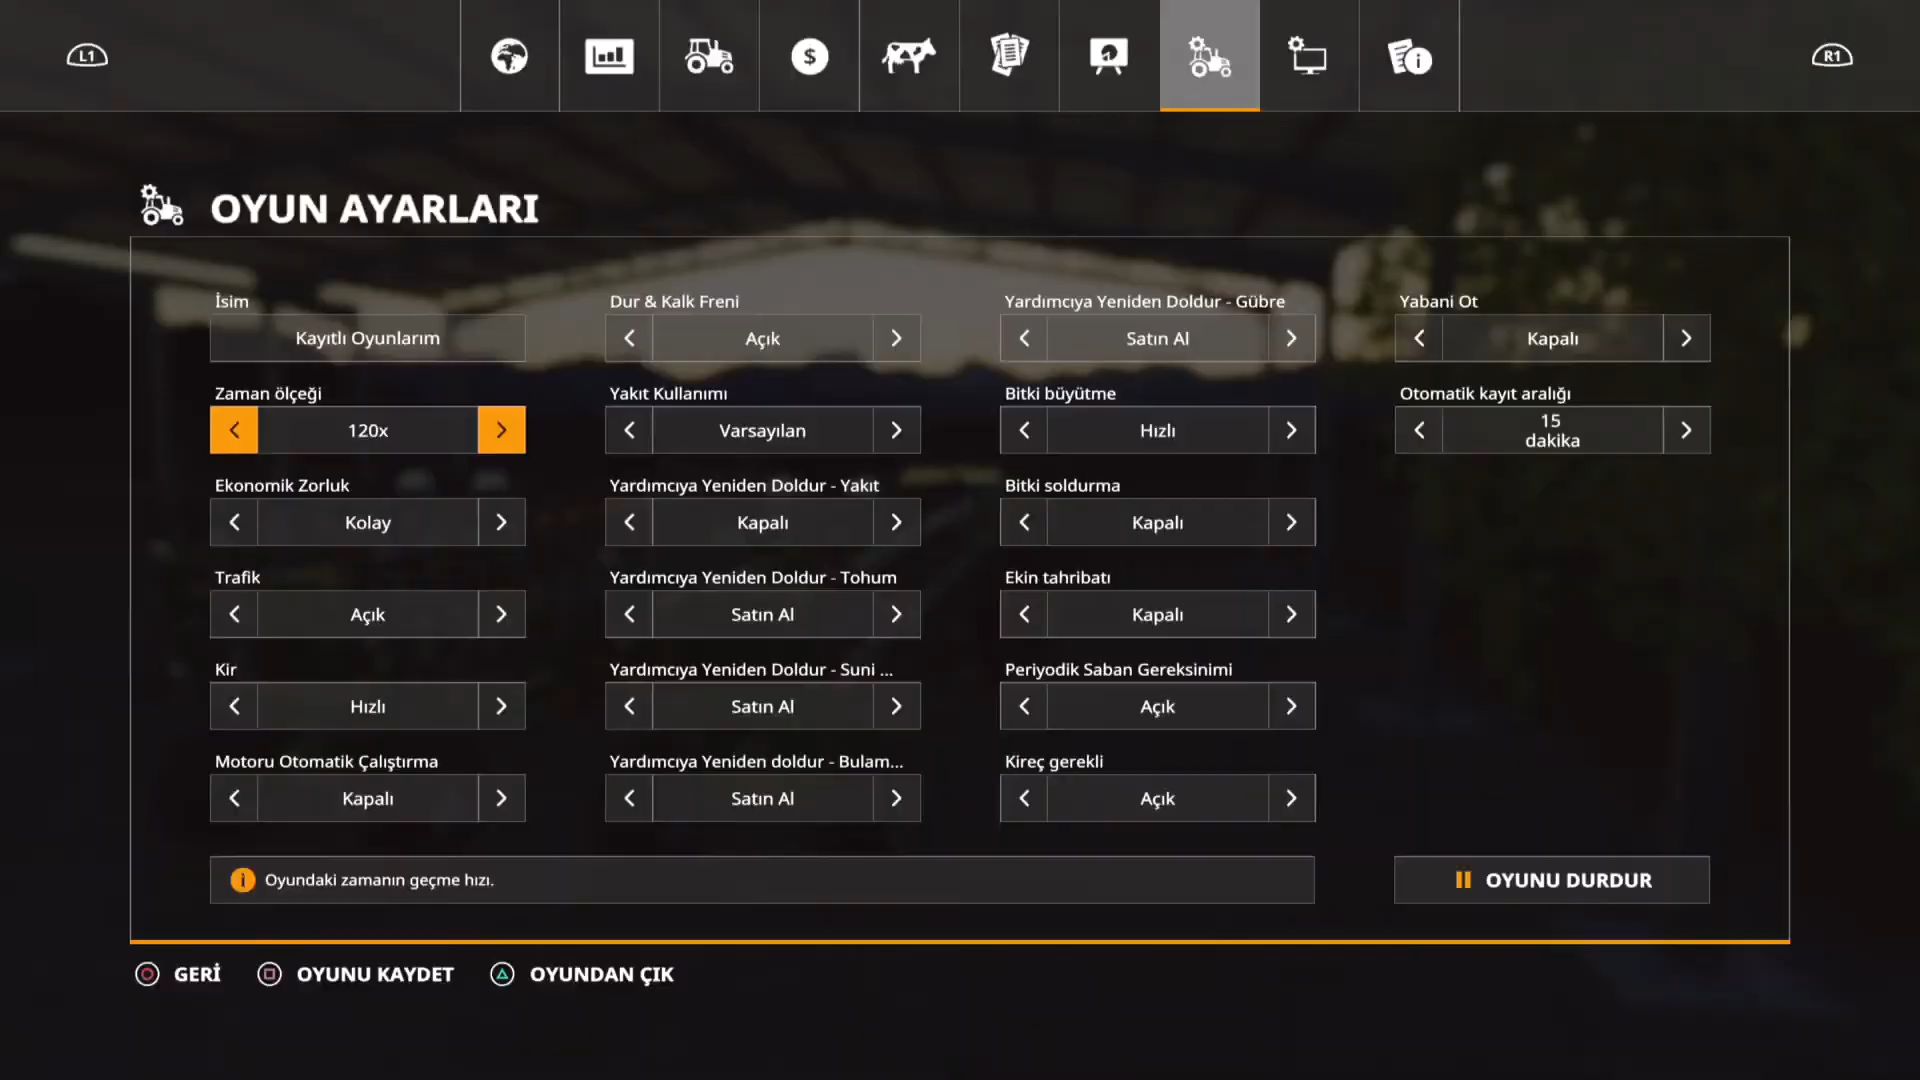 L1
$
R1
OYUN AYARLARI
İsim
Kayıtlı Oyunlarım
Zaman ölçeği
120x
Ekonomik Zorluk
Kolay
Trafik
Açık
Kir
Hızlı
Motoru Otomatik Çalıştırma
Kapalı
Dur & Kalk Freni
Açık
Yakıt Kullanımı
Varsayılan
Yardımcıya Yeniden Doldur - Yakıt
Kapalı
Yardımcıya Yeniden Doldur - Tohum
Satın Al
Yardımcıya Yeniden Doldur - Suni ...
Satın Al
Yardımcıya Yeniden doldur - Bulam...
Satın Al
Yardımcıya Yeniden Doldur - Gübre
Satın Al
Bitki büyütme
Hızlı
Bitki soldurma
Kapalı
Ekin tahribatı
Kapalı
Periyodik Saban Gereksinimi
Açık
Kireç gerekli
Açık
Yabani Ot
Kapalı
Otomatik kayıt aralığı
15
dakika
Oyundaki zamanın geçme hızı.
OYUNU DURDUR
GERİ
OYUNU KAYDET
OYUNDAN ÇIK